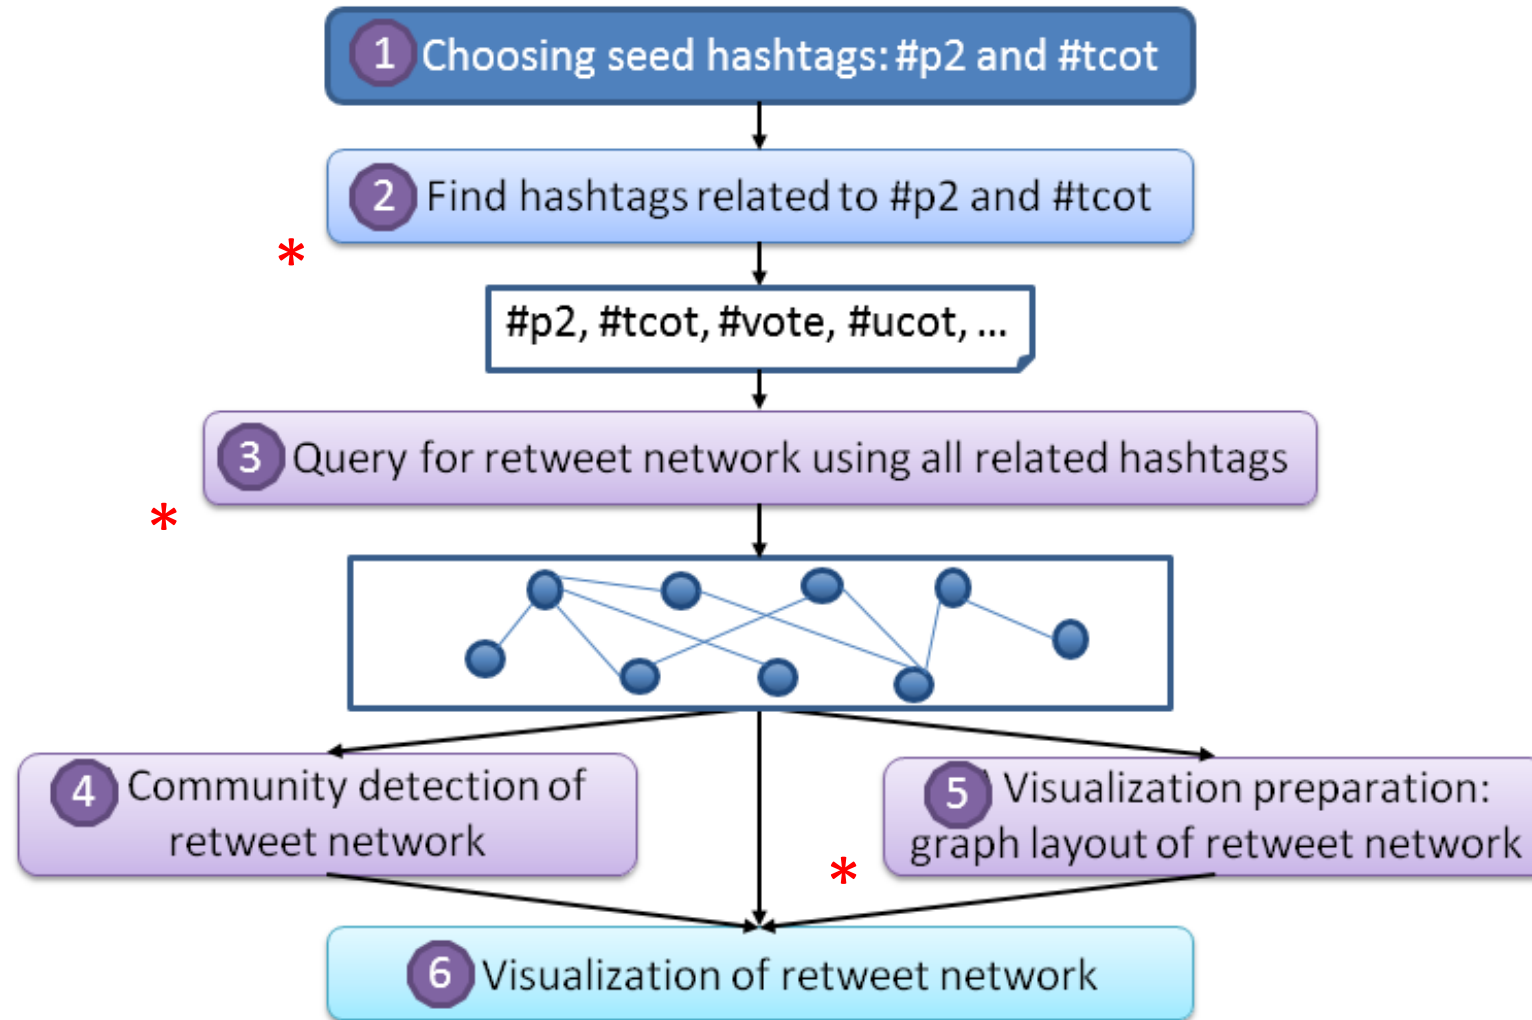 1 Choosing seed hashtags: #p2 and #tcot
2 Find hashtags related to #p2 and #tcot
*
#p2, #tcot, #vote, #ucot, ...
3 Query for retweet network using all related hashtags
*
4 Community detection of
retweet network
5 Visualization preparation:
graph layout of retweet network
*
6 Visualization of retweet network